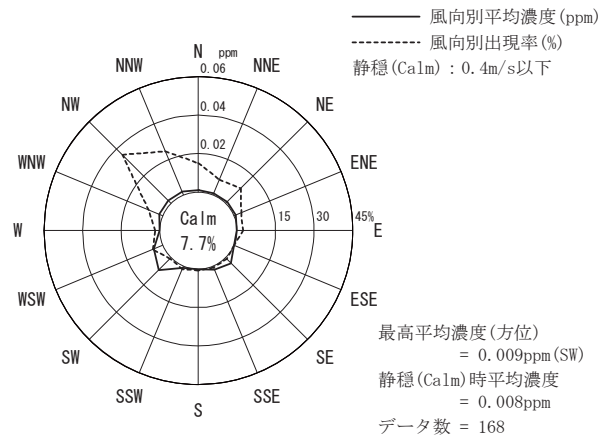 風向別平均濃度(ppm)
風向別出現率(%)
静穏(Calm)：0.4m/s以下
N ppm
0.06
NNW
NNE
NW
NE
0.04
0.02
WNW
ENE
Calm
7.7%
15 30 45%
W
E
WSW
ESE
SW
SE
SSW
SSE
S
最高平均濃度(方位)
= 0.009ppm(SW)
静穏(Calm)時平均濃度
= 0.008ppm
データ数 = 168